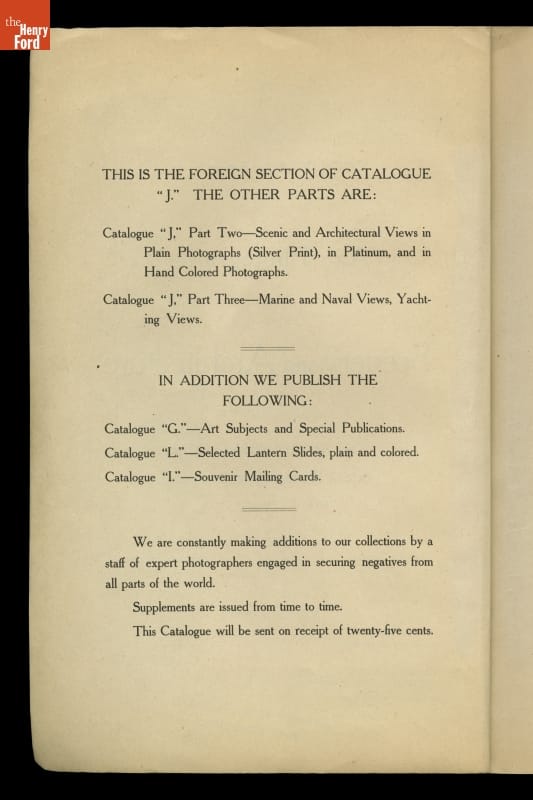 the
Henry
Ford
THIS IS THE FOREIGN SECTION OF CATALOGUE
"J." THE OTHER PARTS ARE:
Catalogue "J," Part Two—Scenic and Architectural Views in
Plain Photographs (Silver Print), in Platinum, and in
Hand Colored Photographs.
Catalogue "J," Part Three—Marine and Naval Views, Yacht-
ing Views.
IN ADDITION WE PUBLISH THE
FOLLOWING:
Catalogue "G."—Art Subjects and Special Publications.
Catalogue "L."—Selected Lantern Slides, plain and colored.
Catalogue "I."—Souvenir Mailing Cards.
We are constantly making additions to our collections by a
staff of expert photographers engaged in securing negatives from
all parts of the world.
Supplements are issued from time to time.
This Catalogue will be sent on receipt of twenty-five cents.